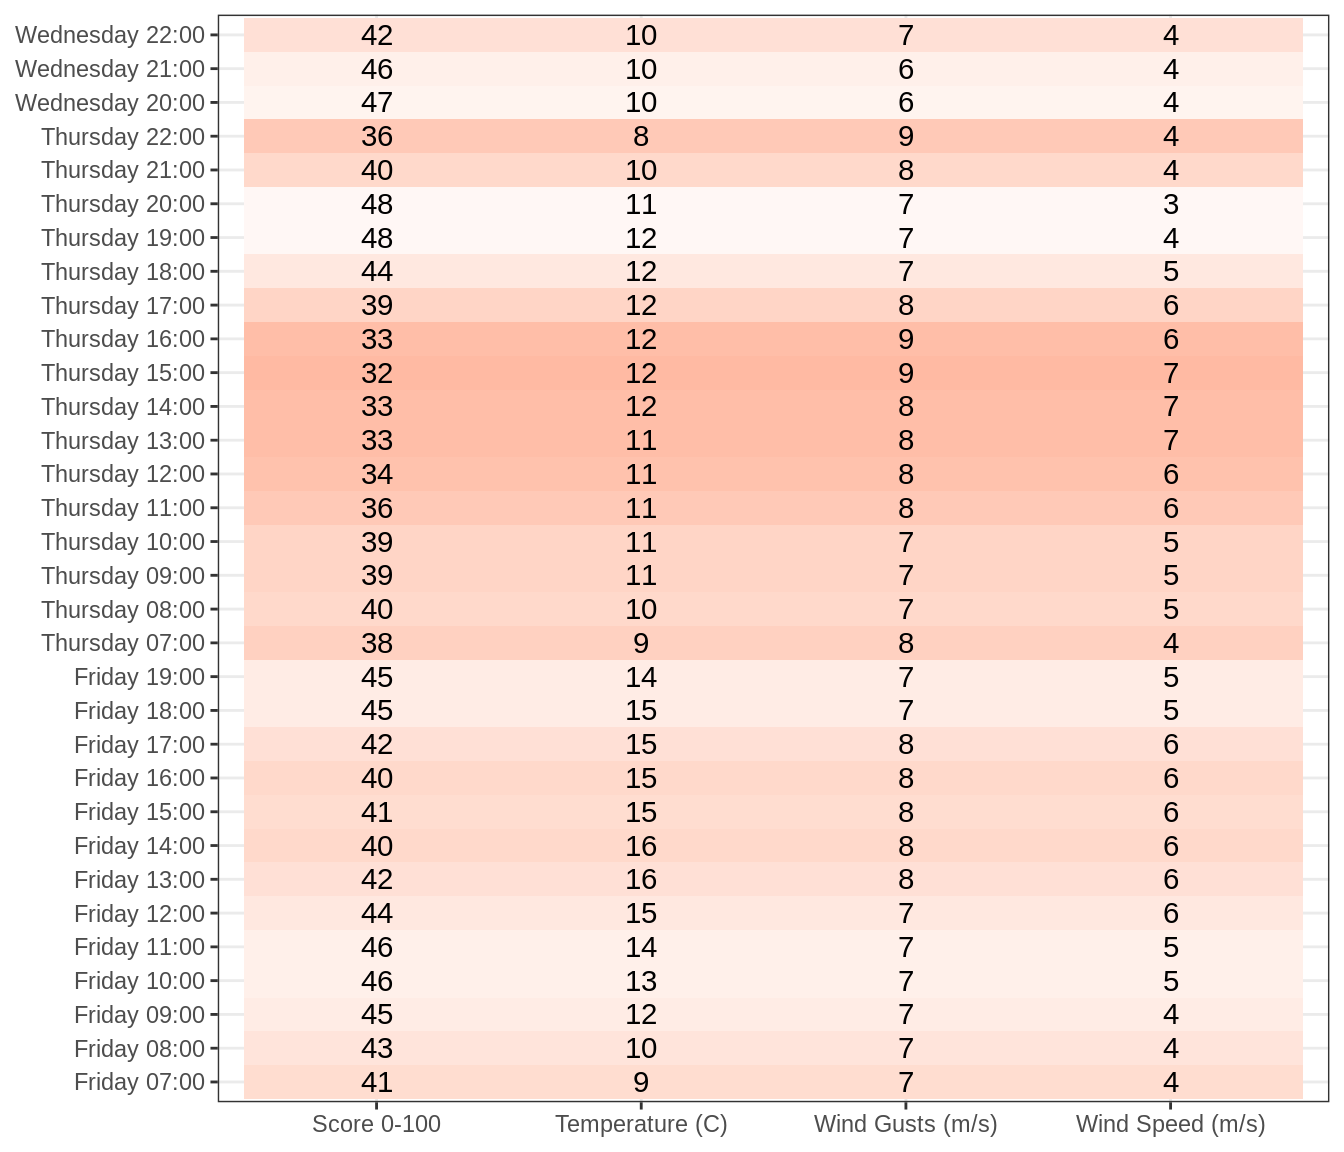 Wednesday 22:00 42 10 7 4
Wednesday 21:00 46 10 6 4
Wednesday 20:00 47 10 6 4
Thursday 22:00 36 8 9 4
Thursday 21:00 40 10 8 4
Thursday 20:00 48 11 7 3
Thursday 19:00 48 12 7 4
Thursday 18:00 44 12 7 5
Thursday 17:00 39 12 8 6
Thursday 16:00 33 12 9 6
Thursday 15:00 32 12 9 7
Thursday 14:00 33 12 8 7
Thursday 13:00 33 11 8 7
Thursday 12:00 34 11 8 6
Thursday 11:00 36 11 8 6
Thursday 10:00 39 11 7 5
Thursday 09:00 39 11 7 5
Thursday 08:00 40 10 7 5
Thursday 07:00 38 9 8 4
Friday 19:00 45 14 7 5
Friday 18:00 45 15 7 5
Friday 17:00 42 15 8 6
Friday 16:00 40 15 8 6
Friday 15:00 41 15 8 6
Friday 14:00 40 16 8 6
Friday 13:00 42 16 8 6
Friday 12:00 44 15 7 6
Friday 11:00 46 14 7 5
Friday 10:00 46 13 7 5
Friday 09:00 45 12 7 4
Friday 08:00 43 10 7 4
Friday 07:00 41 9 7 4
Score 0-100 Temperature (C) Wind Gusts (m/s) Wind Speed (m/s)